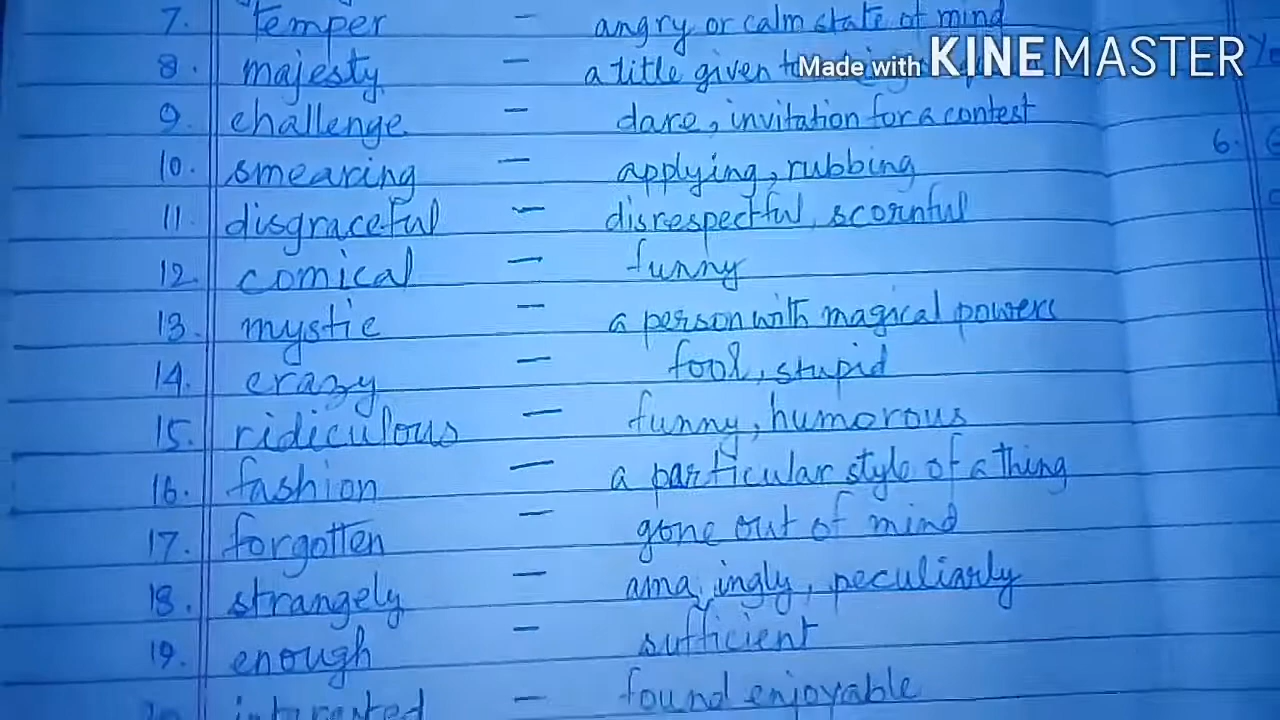 7. temper - angry or calm state of mind
8. majesty - a title given
Made with KINEMASTER
9. challenge - dare, invitation for a contest
6.
10. smearing - applying, rubbing
11. disgraceful - disrespectful, scornful
12. comical - funny
13. mystic - a person with magical powers
14. crazy - fool, stupid
15. ridiculous - funny, humorous
16. fashion - a particular style of a thing
17. forgotten - gone out of mind
18. strangely - amazingly, peculiarly
19. enough - sufficient
20. interested - found enjoyable